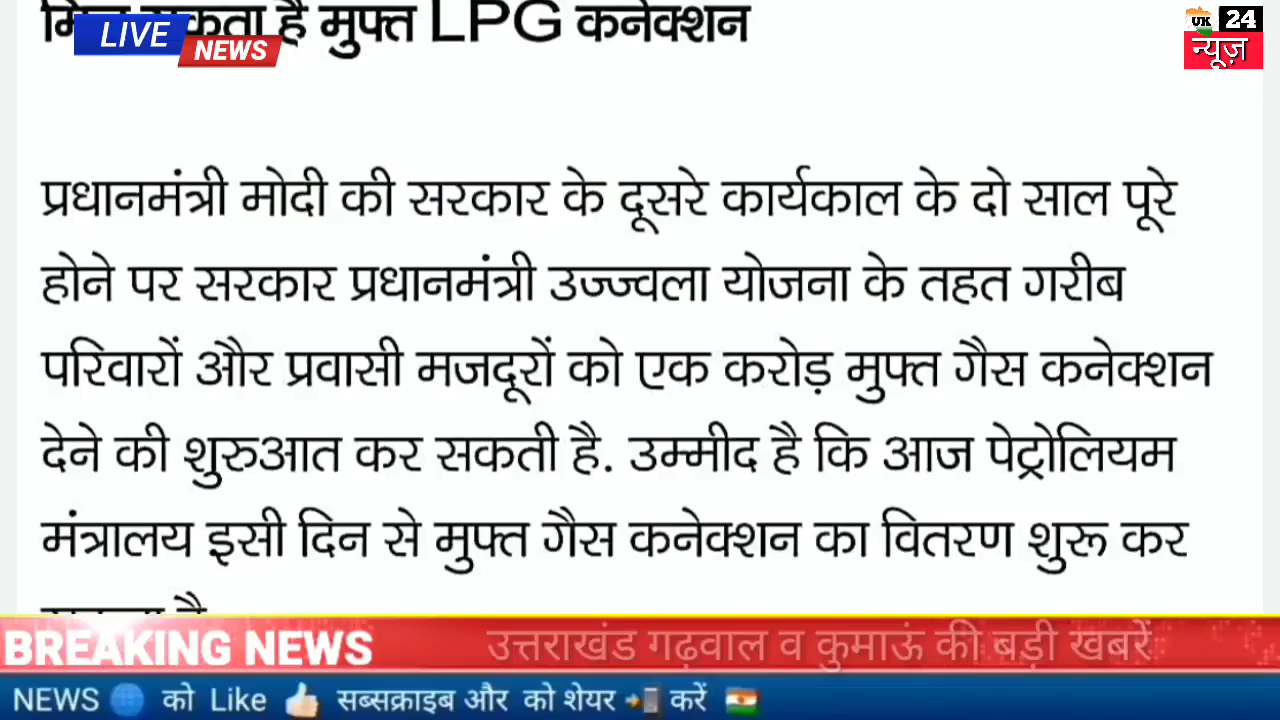 है मुफ्त LPG कनेक्शन
LIVE
NEWS
UK 24
न्यूज़
प्रधानमंत्री मोदी की सरकार के दूसरे कार्यकाल के दो साल पूरे
होने पर सरकार प्रधानमंत्री उज्ज्वला योजना के तहत गरीब
परिवारों और प्रवासी मजदूरों को एक करोड़ मुफ्त गैस कनेक्शन
देने की शुरुआत कर सकती है. उम्मीद है कि आज पेट्रोलियम
मंत्रालय इसी दिन से मुफ्त गैस कनेक्शन का वितरण शुरू कर
BREAKING NEWS उत्तराखंड गढ़वाल व कुमाऊं की बड़ी खबरें
NEWS 🌐 को Like 👍 सब्सक्राइब और को शेयर 📲 करें 🇮🇳